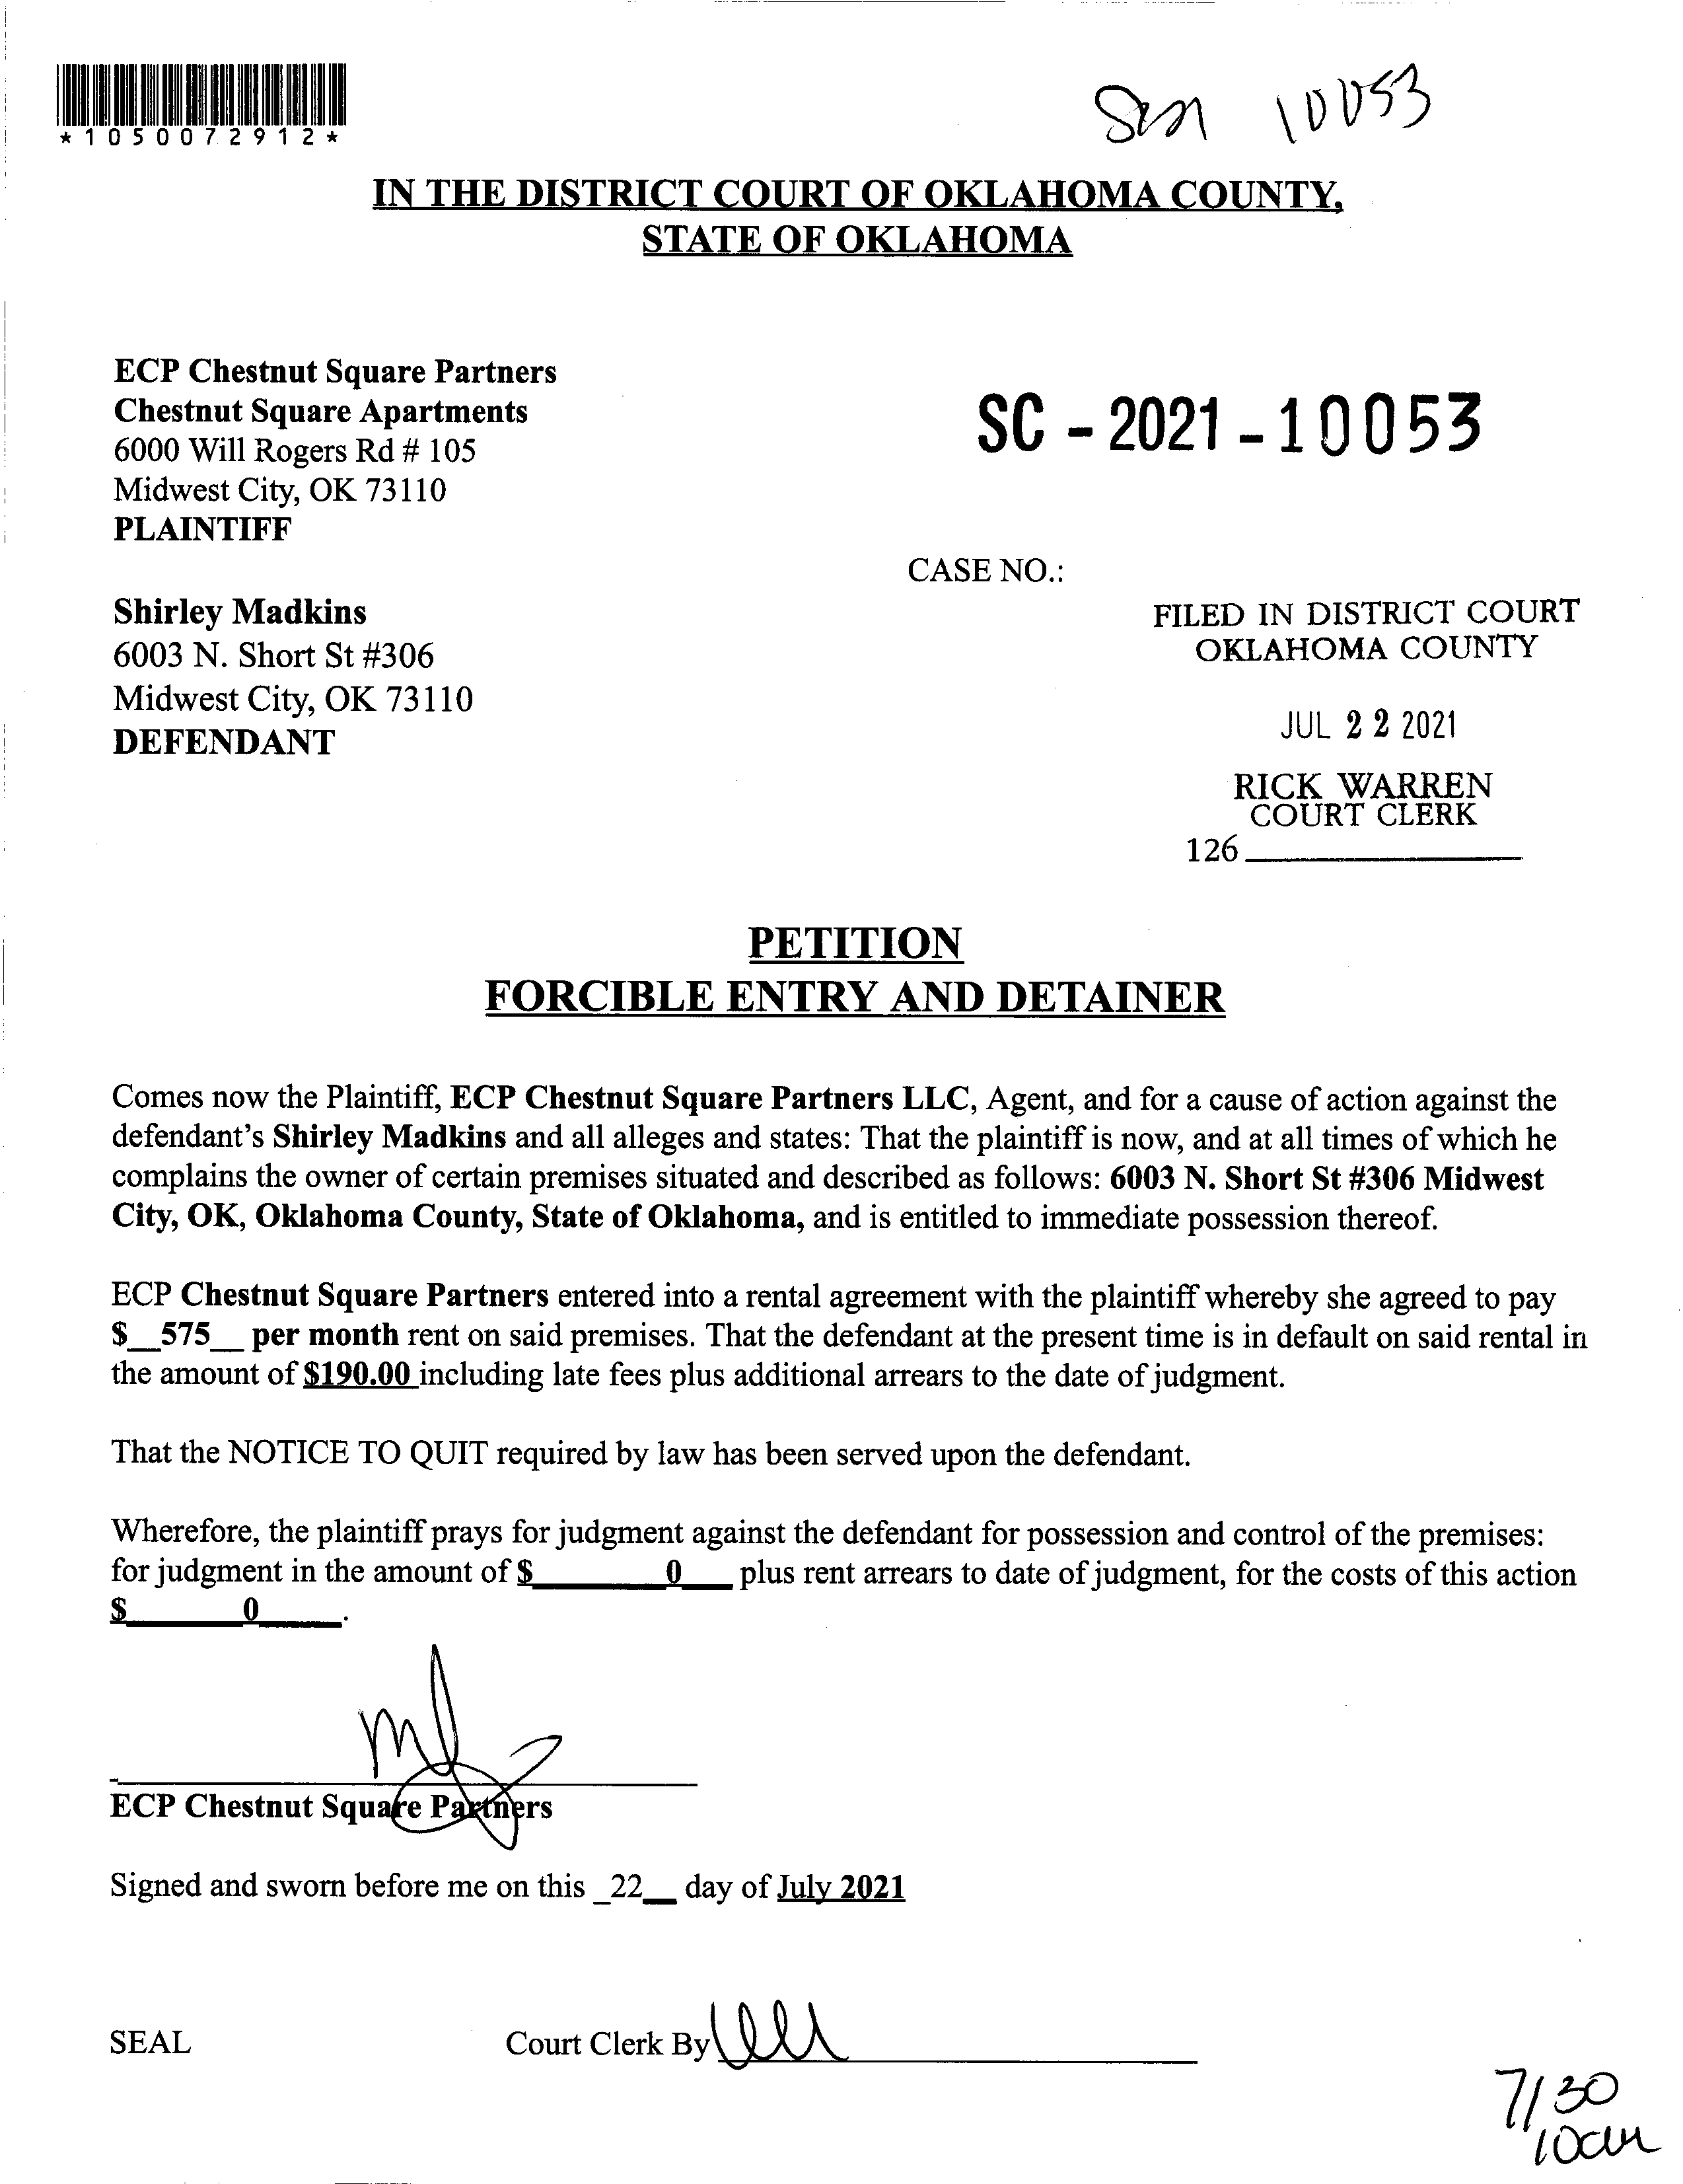 *1050072912*
10053
IN THE DISTRICT COURT OF OKLAHOMA COUNTY,
STATE OF OKLAHOMA
ECP Chestnut Square Partners
Chestnut Square Apartments
6000 Will Rogers Rd # 105
Midwest City, OK 73110
PLAINTIFF
SC - 2021 - 10053
CASE NO.:
Shirley Madkins
6003 N. Short St #306
Midwest City, OK 73110
DEFENDANT
FILED IN DISTRICT COURT
OKLAHOMA COUNTY
JUL 22 2021
RICK WARREN
COURT CLERK
126
PETITION
FORCIBLE ENTRY AND DETAINER
Comes now the Plaintiff, ECP Chestnut Square Partners LLC, Agent, and for a cause of action against the
defendant's Shirley Madkins and all alleges and states: That the plaintiff is now, and at all times of which he
complains the owner of certain premises situated and described as follows: 6003 N. Short St #306 Midwest
City, OK, Oklahoma County, State of Oklahoma, and is entitled to immediate possession thereof.
ECP Chestnut Square Partners entered into a rental agreement with the plaintiff whereby she agreed to pay
$__575__ per month rent on said premises. That the defendant at the present time is in default on said rental in
the amount of $190.00 including late fees plus additional arrears to the date of judgment.
That the NOTICE TO QUIT required by law has been served upon the defendant.
Wherefore, the plaintiff prays for judgment against the defendant for possession and control of the premises:
for judgment in the amount of $________0___ plus rent arrears to date of judgment, for the costs of this action
$_______0_____.
ECP Chestnut Square Partners
Signed and sworn before me on this _22__ day of July 2021
SEAL
Court Clerk By
7/30
10am